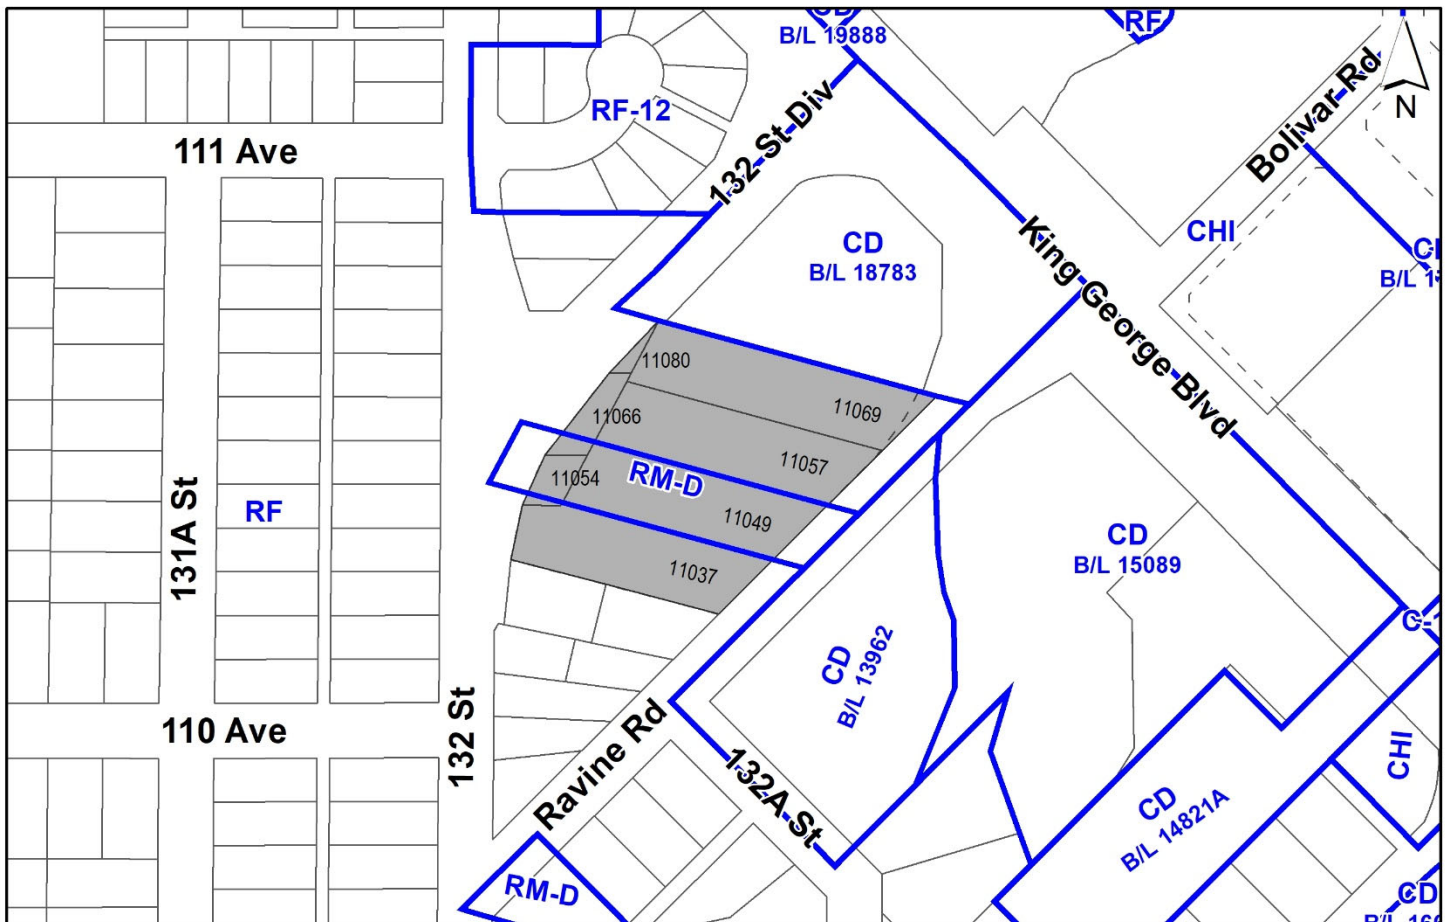 CD
B/L 19888
RF
Bolivar Rd
N
RF-12
111 Ave
132 St Div
CD
B/L 18783
King George Blvd
CHI
11080
11069
11066
11057
RM-D
11054
11049
11037
131A St
RF
CD
B/L 15089
CD
B/L 13962
110 Ave
132 St
Ravine Rd
132A St
CHI
CD
B/L 14821A
RM-D
CD